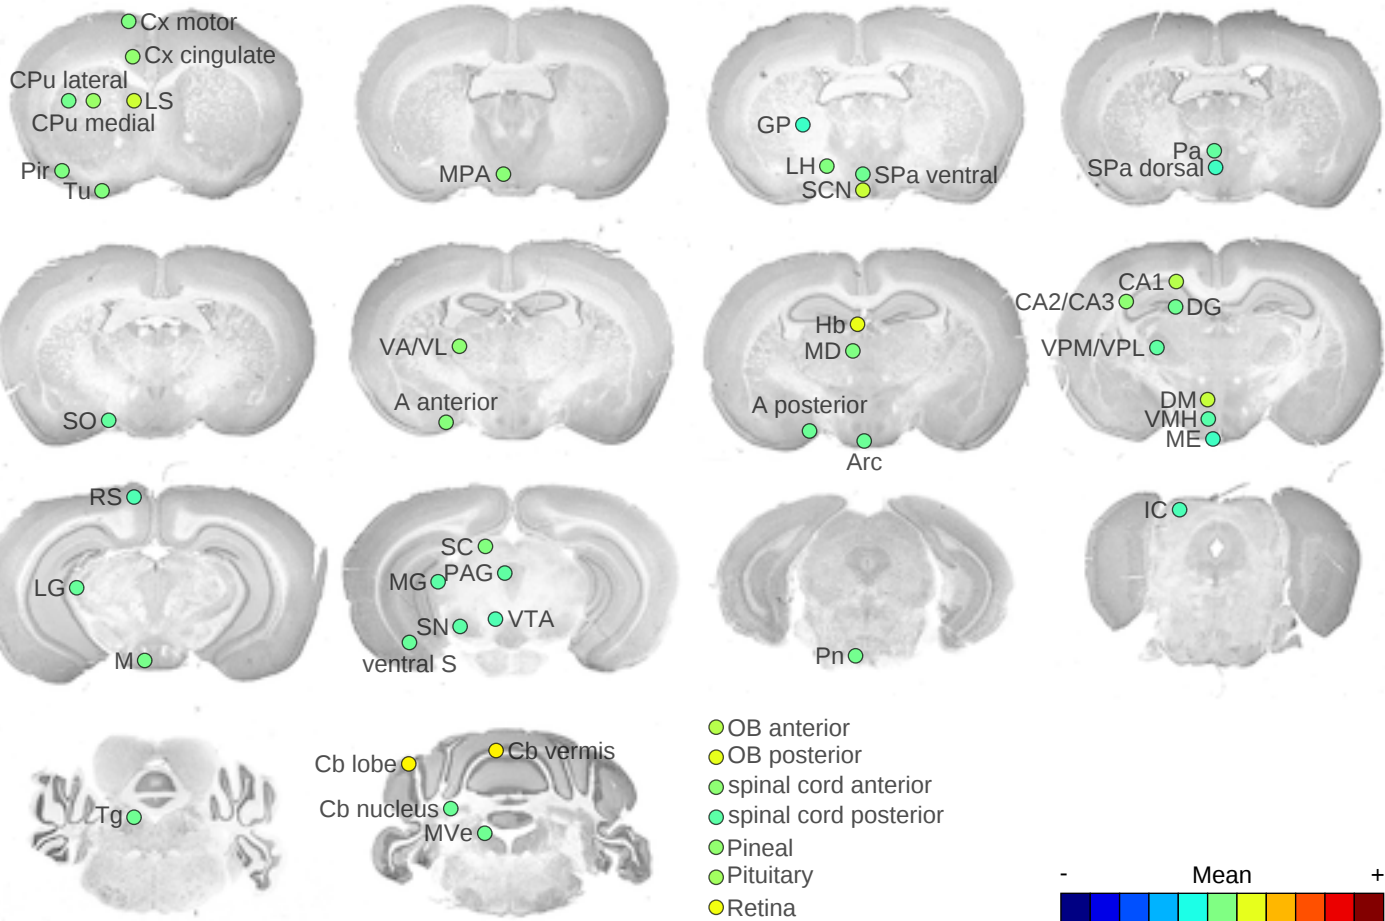 Cx motor
Cx cingulate
CPu lateral
LS
CPu medial
Pir
Tu
MPA
GP
LH
SPa ventral
SCN
Pa
SPa dorsal
SO
VA/VL
A anterior
Hb
MD
A posterior
Arc
CA1
CA2/CA3
DG
VPM/VPL
DM
VMH
ME
RS
LG
M
SC
MG
PAG
SN
VTA
ventral S
Pn
IC
Tg
Cb lobe
Cb vermis
Cb nucleus
MVe
OB anterior
OB posterior
spinal cord anterior
spinal cord posterior
Pineal
Pituitary
Retina
- Mean +